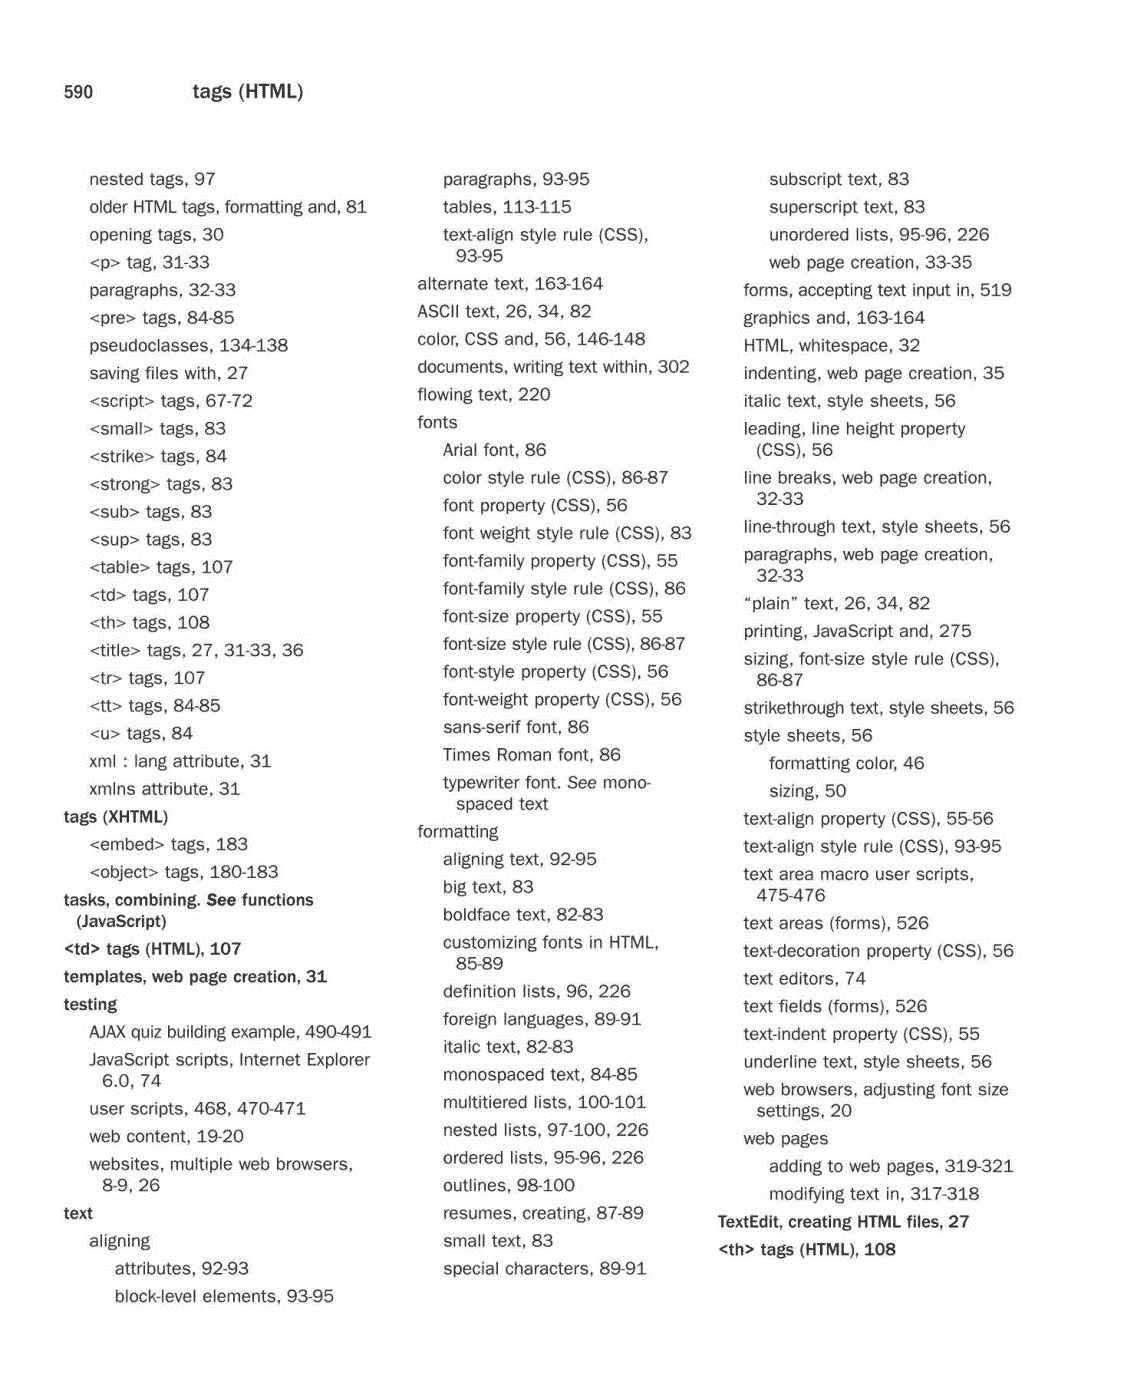 590 tags (HTML)
nested tags, 97
older HTML tags, formatting and, 81
opening tags, 30
<p> tag, 31-33
paragraphs, 32-33
<pre> tags, 84-85
pseudoclasses, 134-138
saving files with, 27
<script> tags, 67-72
<small> tags, 83
<strike> tags, 84
<strong> tags, 83
<sub> tags, 83
<sup> tags, 83
<table> tags, 107
<td> tags, 107
<th> tags, 108
<title> tags, 27, 31-33, 36
<tr> tags, 107
<tt> tags, 84-85
<u> tags, 84
xml : lang attribute, 31
xmlns attribute, 31
tags (XHTML)
<embed> tags, 183
<object> tags, 180-183
tasks, combining. See functions
(JavaScript)
<td> tags (HTML), 107
templates, web page creation, 31
testing
AJAX quiz building example, 490-491
JavaScript scripts, Internet Explorer
6.0, 74
user scripts, 468, 470-471
web content, 19-20
websites, multiple web browsers,
8-9, 26
text
aligning
attributes, 92-93
block-level elements, 93-95
paragraphs, 93-95
tables, 113-115
text-align style rule (CSS),
93-95
alternate text, 163-164
ASCII text, 26, 34, 82
color, CSS and, 56, 146-148
documents, writing text within, 302
flowing text, 220
fonts
Arial font, 86
color style rule (CSS), 86-87
font property (CSS), 56
font weight style rule (CSS), 83
font-family property (CSS), 55
font-family style rule (CSS), 86
font-size property (CSS), 55
font-size style rule (CSS), 86-87
font-style property (CSS), 56
font-weight property (CSS), 56
sans-serif font, 86
Times Roman font, 86
typewriter font. See mono-
spaced text
formatting
aligning text, 92-95
big text, 83
boldface text, 82-83
customizing fonts in HTML,
85-89
definition lists, 96, 226
foreign languages, 89-91
italic text, 82-83
monospaced text, 84-85
multitiered lists, 100-101
nested lists, 97-100, 226
ordered lists, 95-96, 226
outlines, 98-100
resumes, creating, 87-89
small text, 83
special characters, 89-91
subscript text, 83
superscript text, 83
unordered lists, 95-96, 226
web page creation, 33-35
forms, accepting text input in, 519
graphics and, 163-164
HTML, whitespace, 32
indenting, web page creation, 35
italic text, style sheets, 56
leading, line height property
(CSS), 56
line breaks, web page creation,
32-33
line-through text, style sheets, 56
paragraphs, web page creation,
32-33
“plain” text, 26, 34, 82
printing, JavaScript and, 275
sizing, font-size style rule (CSS),
86-87
strikethrough text, style sheets, 56
style sheets, 56
formatting color, 46
sizing, 50
text-align property (CSS), 55-56
text-align style rule (CSS), 93-95
text area macro user scripts,
475-476
text areas (forms), 526
text-decoration property (CSS), 56
text editors, 74
text fields (forms), 526
text-indent property (CSS), 55
underline text, style sheets, 56
web browsers, adjusting font size
settings, 20
web pages
adding to web pages, 319-321
modifying text in, 317-318
TextEdit, creating HTML files, 27
<th> tags (HTML), 108